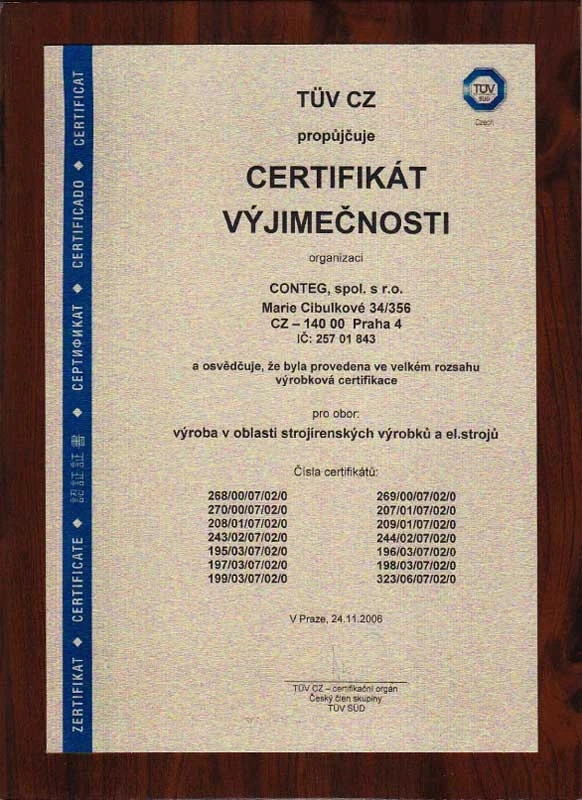 TÜV CZ
propůjčuje
CERTIFIKÁT
VÝJIMEČNOSTI
organizaci
CONTEG, spol. s r.o.
Marie Cibulkové 34/356
CZ – 140 00 Praha 4
IČ: 257 01 843
a osvědčuje, že byla provedena ve velkém rozsahu
výrobková certifikace
pro obor:
výroba v oblasti strojírenských výrobků a el.strojů
Čísla certifikátů:
268/00/07/02/0 269/00/07/02/0
270/00/07/02/0 207/01/07/02/0
208/01/07/02/0 209/01/07/02/0
243/02/07/02/0 244/02/07/02/0
195/03/07/02/0 196/03/07/02/0
197/03/07/02/0 198/03/07/02/0
199/03/07/02/0 323/06/07/02/0
V Praze, 24.11.2006
TÜV CZ – certifikační orgán
Český člen skupiny
TÜV SÜD
TÜV
SÜD
Czech
ZERTIFIKAT ◆ CERTIFICATE ◆ 認証証書 ◆ СЕРТИФИКАТ ◆ CERTIFICADO ◆ CERTIFICAT